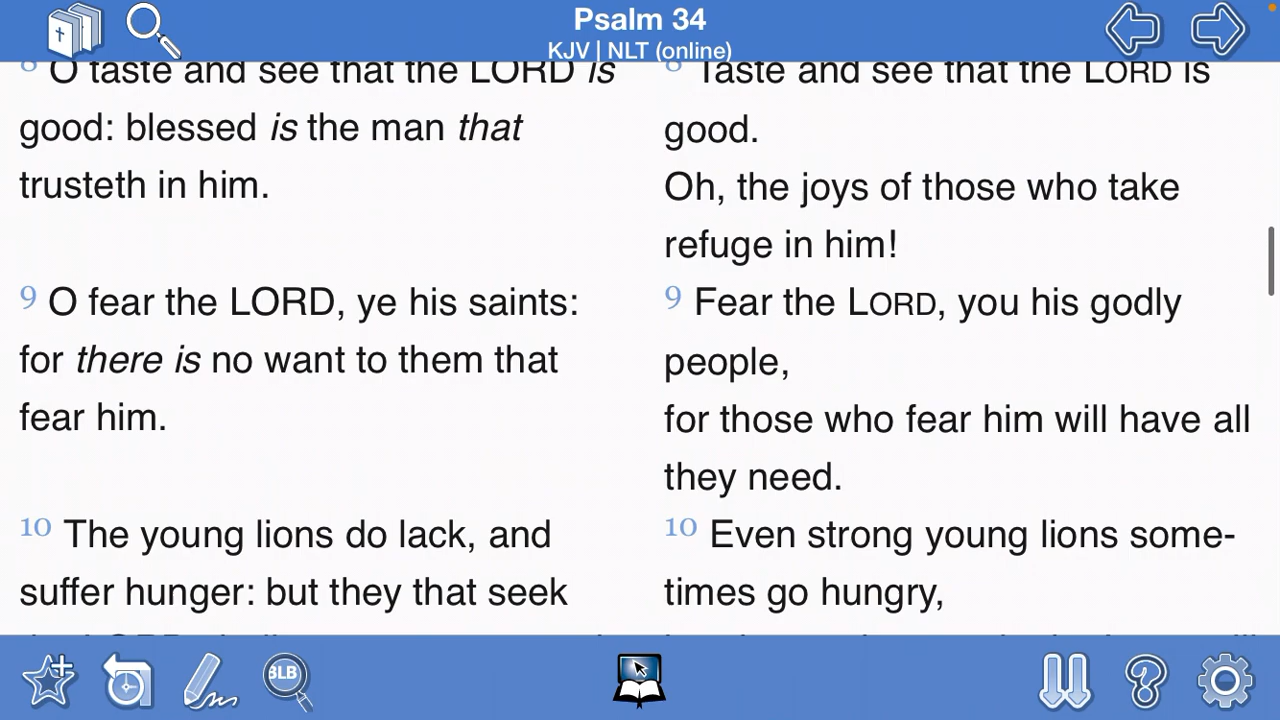 Psalm 34
KJV | NLT (online)
8 O taste and see that the LORD is
good: blessed is the man that
trusteth in him.
9 O fear the LORD, ye his saints:
for there is no want to them that
fear him.
10 The young lions do lack, and
suffer hunger: but they that seek
8 Taste and see that the LORD is
good.
Oh, the joys of those who take
refuge in him!
9 Fear the LORD, you his godly
people,
for those who fear him will have all
they need.
10 Even strong young lions some-
times go hungry,
BLB